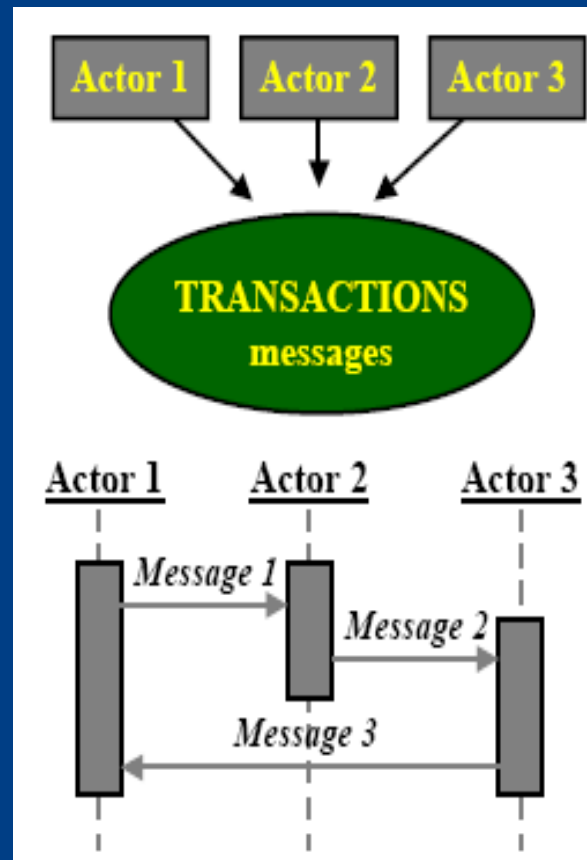 Actor 1
Actor 2
Actor 3
TRANSACTIONS
messages
Actor 1
Actor 2
Actor 3
Message 1
Message 2
Message 3